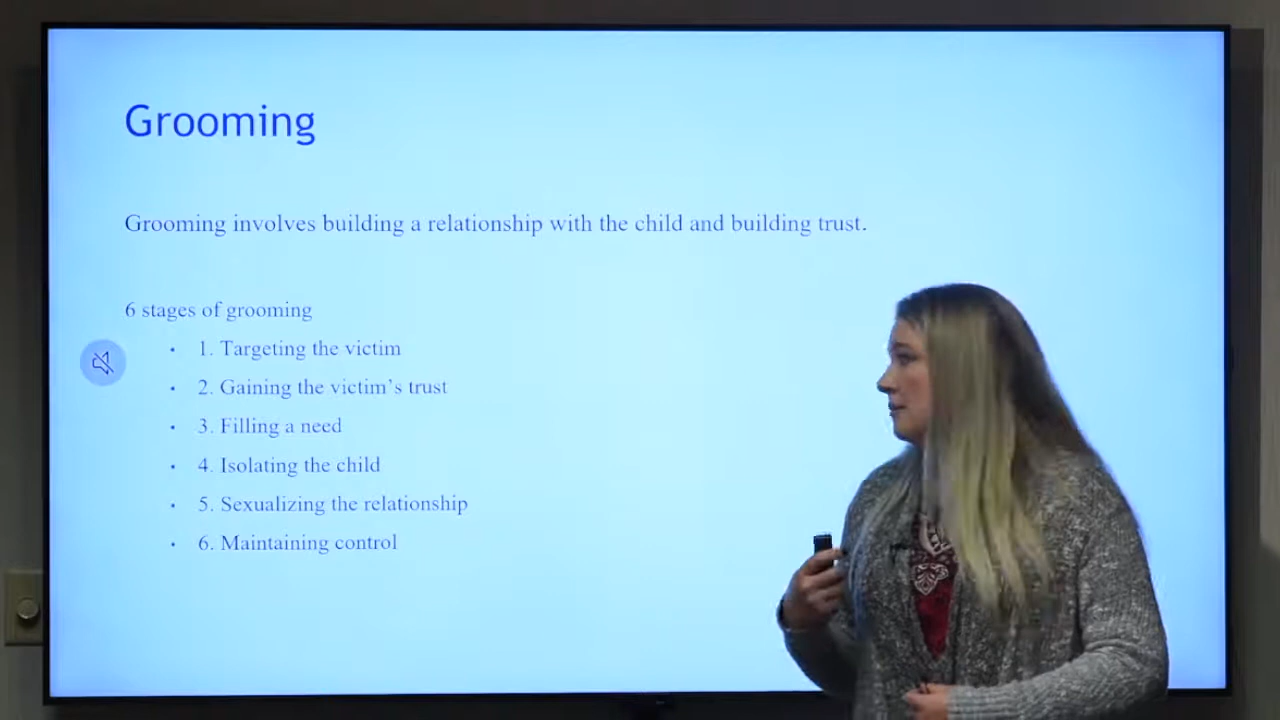 Grooming
Grooming involves building a relationship with the child and building trust.
6 stages of grooming
• 1. Targeting the victim
• 2. Gaining the victim's trust
• 3. Filling a need
• 4. Isolating the child
• 5. Sexualizing the relationship
• 6. Maintaining control